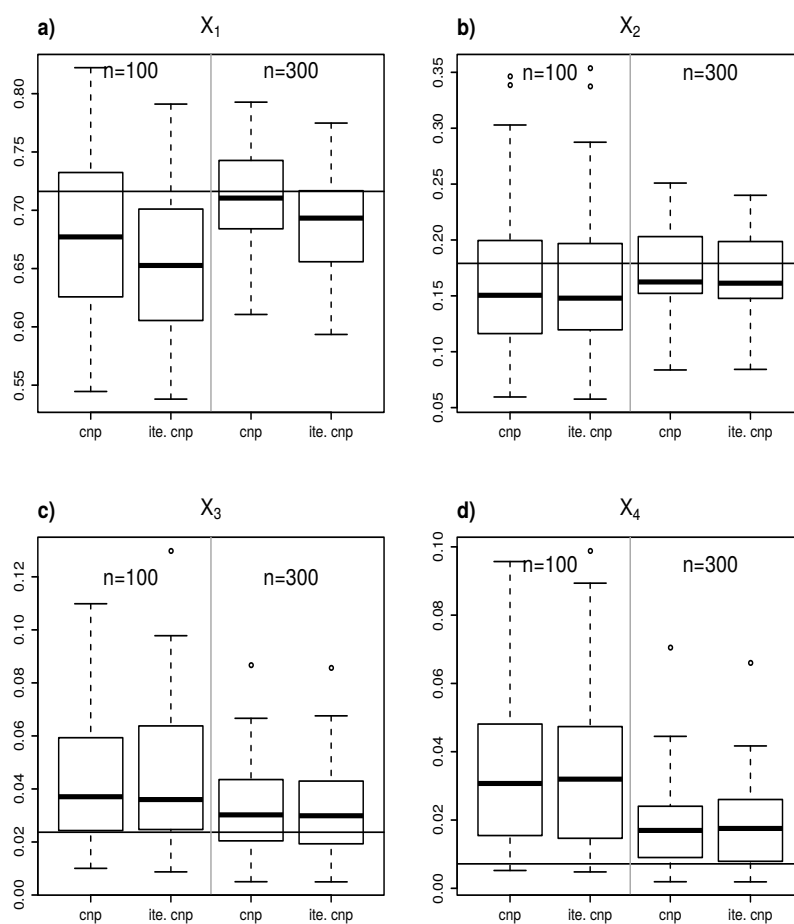 a) X1
n=100 n=300
0.80
0.75
0.70
0.65
0.60
0.55
cnp ite. cnp cnp ite. cnp
b) X2
n=100 n=300
0.35
0.30
0.25
0.20
0.15
0.10
0.05
cnp ite. cnp cnp ite. cnp
c) X3
n=100 n=300
0.12
0.10
0.08
0.06
0.04
0.02
0.00
cnp ite. cnp cnp ite. cnp
d) X4
n=100 n=300
0.10
0.08
0.06
0.04
0.02
0.00
cnp ite. cnp cnp ite. cnp